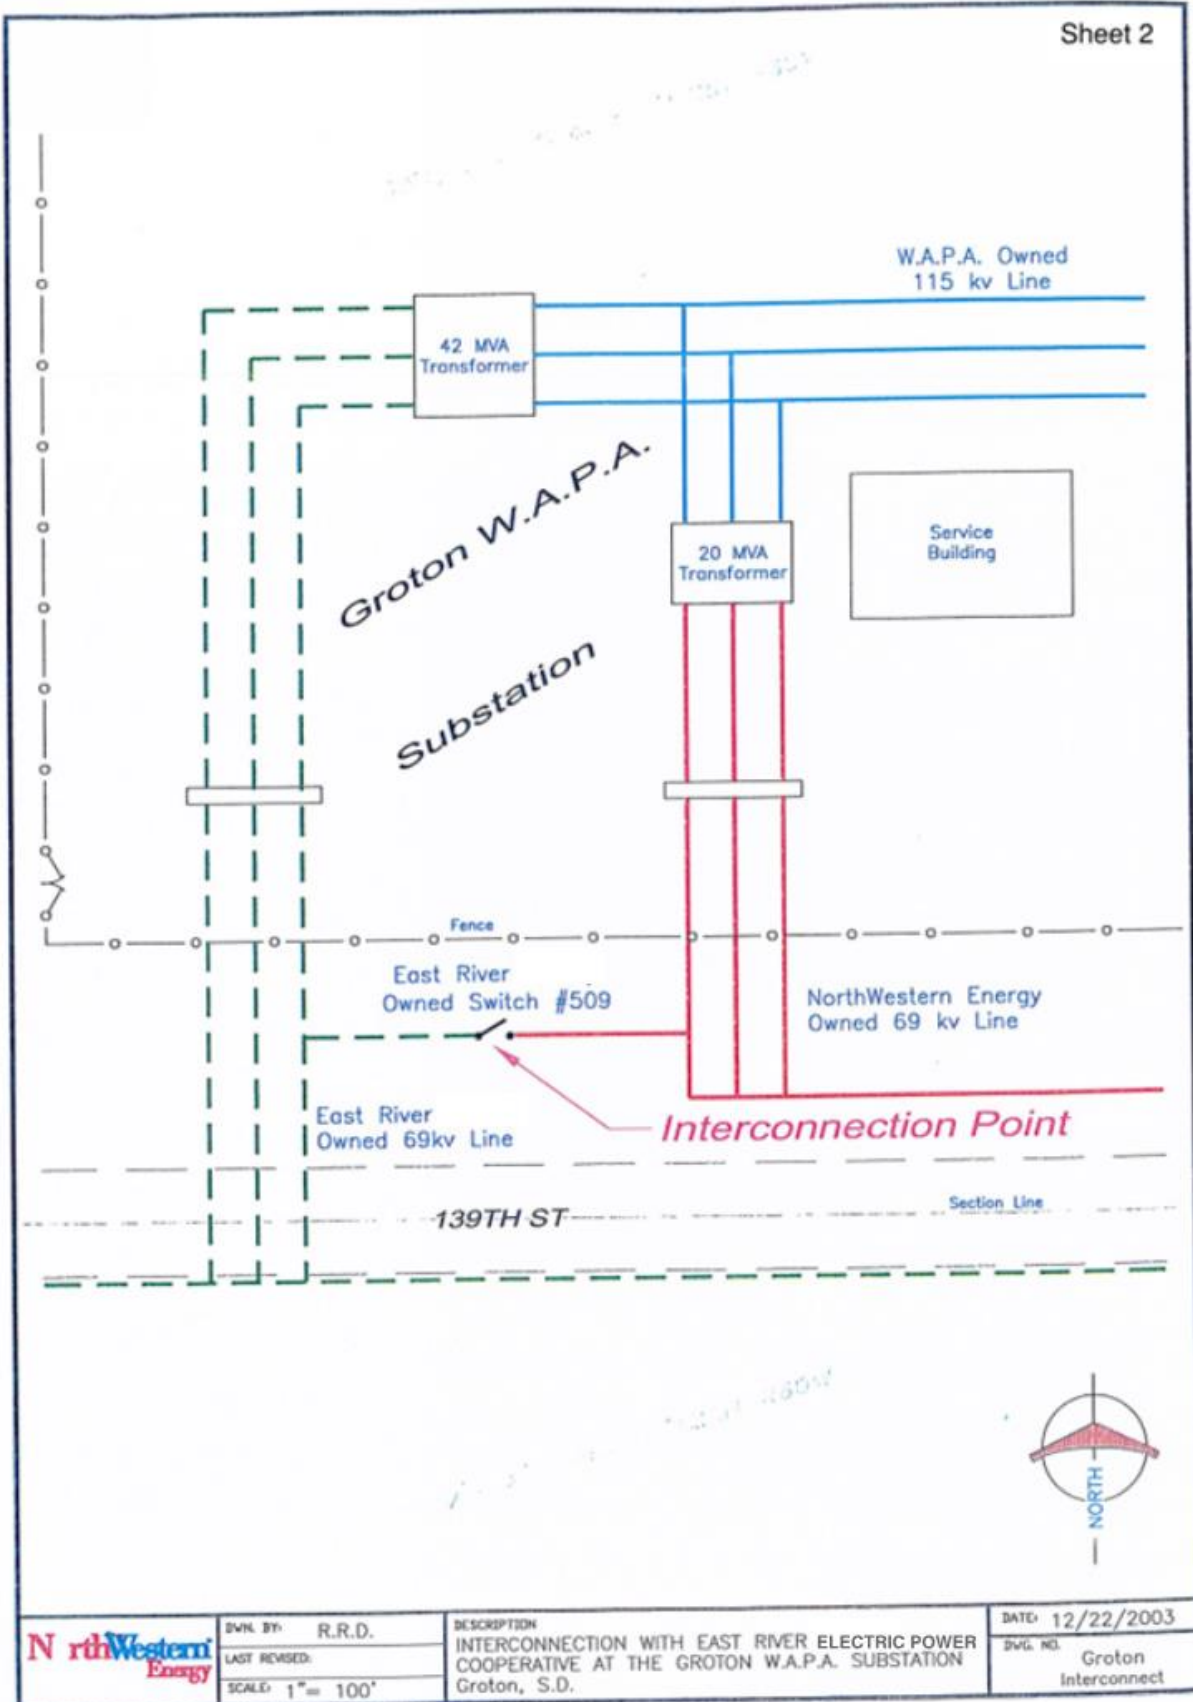 Sheet 2
W.A.P.A. Owned
115 kv Line
42 MVA
Transformer
Groton W.A.P.A.
Substation
20 MVA
Transformer
Service
Building
Fence
East River
Owned Switch #509
NorthWestern Energy
Owned 69 kv Line
East River
Owned 69kv Line
Interconnection Point
139TH ST
Section Line
NORTH
N rthWestern
Energy
DWN. BY: R.R.D.
LAST REVISED:
SCALE: 1"= 100'
DESCRIPTION
INTERCONNECTION WITH EAST RIVER ELECTRIC POWER
COOPERATIVE AT THE GROTON W.A.P.A. SUBSTATION
Groton, S.D.
DATE: 12/22/2003
DWG. NO.
Groton
Interconnect